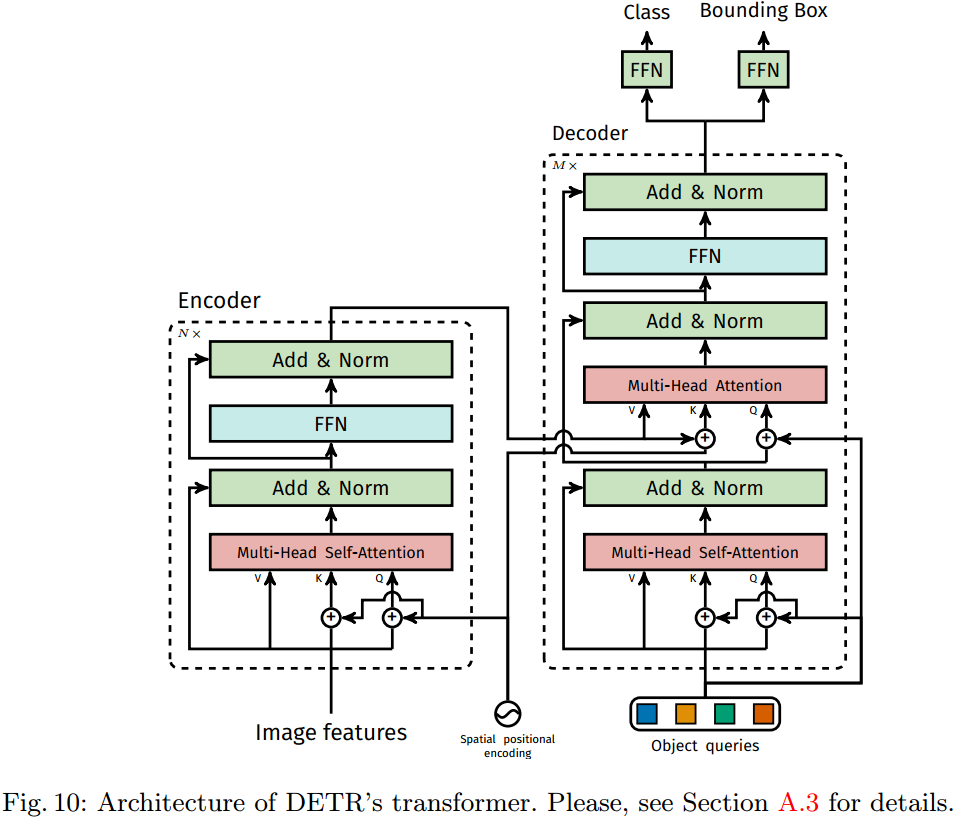 Class
Bounding Box
FFN
FFN
Decoder
M×
Add & Norm
FFN
Add & Norm
Multi-Head Attention
V
K
Q
+
+
Add & Norm
Multi-Head Self-Attention
V
K
Q
+
+
Object queries
Encoder
N×
Add & Norm
FFN
Add & Norm
Multi-Head Self-Attention
V
K
Q
+
+
Image features
Spatial positional
encoding
Fig. 10: Architecture of DETR's transformer. Please, see Section A.3 for details.